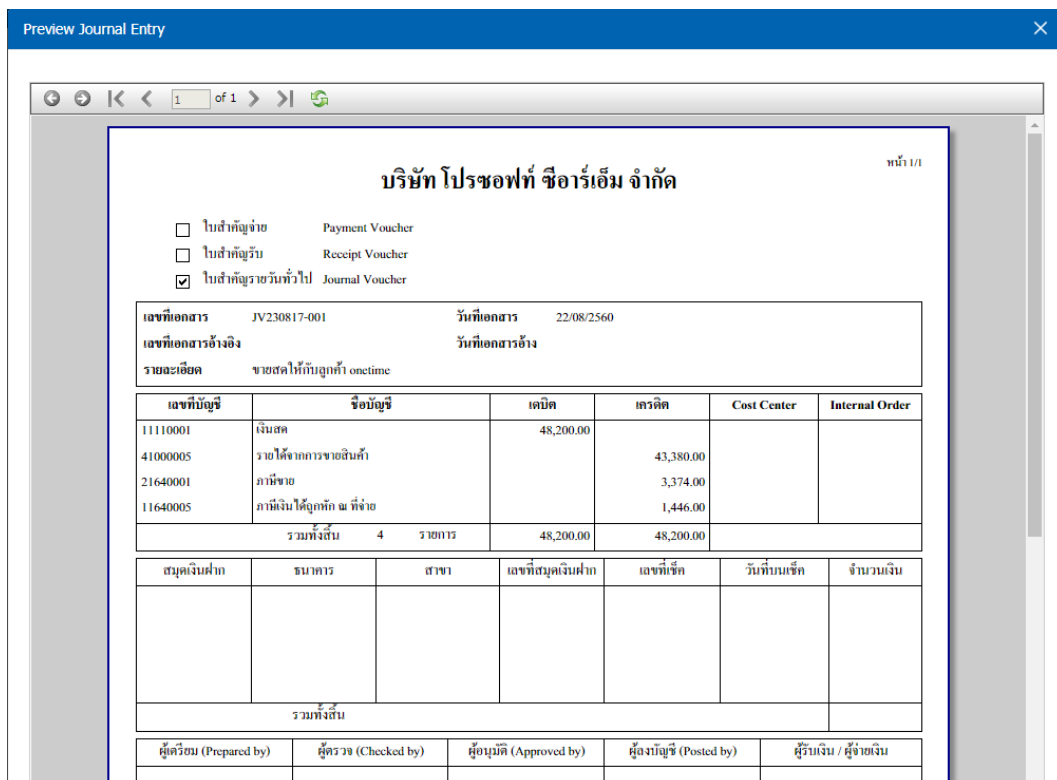 Preview Journal Entry
1 of 1
หน้า 1/1
บริษัท โปรซอฟท์ ซีอาร์เอ็ม จำกัด
ใบสำคัญจ่าย Payment Voucher
ใบสำคัญรับ Receipt Voucher
ใบสำคัญรายวันทั่วไป Journal Voucher
เลขที่เอกสาร JV230817-001 วันที่เอกสาร 22/08/2560
เลขที่เอกสารอ้างอิง วันที่เอกสารอ้าง
รายละเอียด ขายสดให้กับลูกค้า onetime
เลขที่บัญชี ชื่อบัญชี เดบิต เครดิต Cost Center Internal Order
11110001 เงินสด 48,200.00
41000005 รายได้จากการขายสินค้า 43,380.00
21640001 ภาษีขาย 3,374.00
11640005 ภาษีเงินได้ถูกหัก ณ ที่จ่าย 1,446.00
รวมทั้งสิ้น 4 รายการ 48,200.00 48,200.00
สมุดเงินฝาก ธนาคาร สาขา เลขที่สมุดเงินฝาก เลขที่เช็ค วันที่บนเช็ค จำนวนเงิน
รวมทั้งสิ้น
ผู้เตรียม (Prepared by) ผู้ตรวจ (Checked by) ผู้อนุมัติ (Approved by) ผู้ลงบัญชี (Posted by) ผู้รับเงิน / ผู้จ่ายเงิน